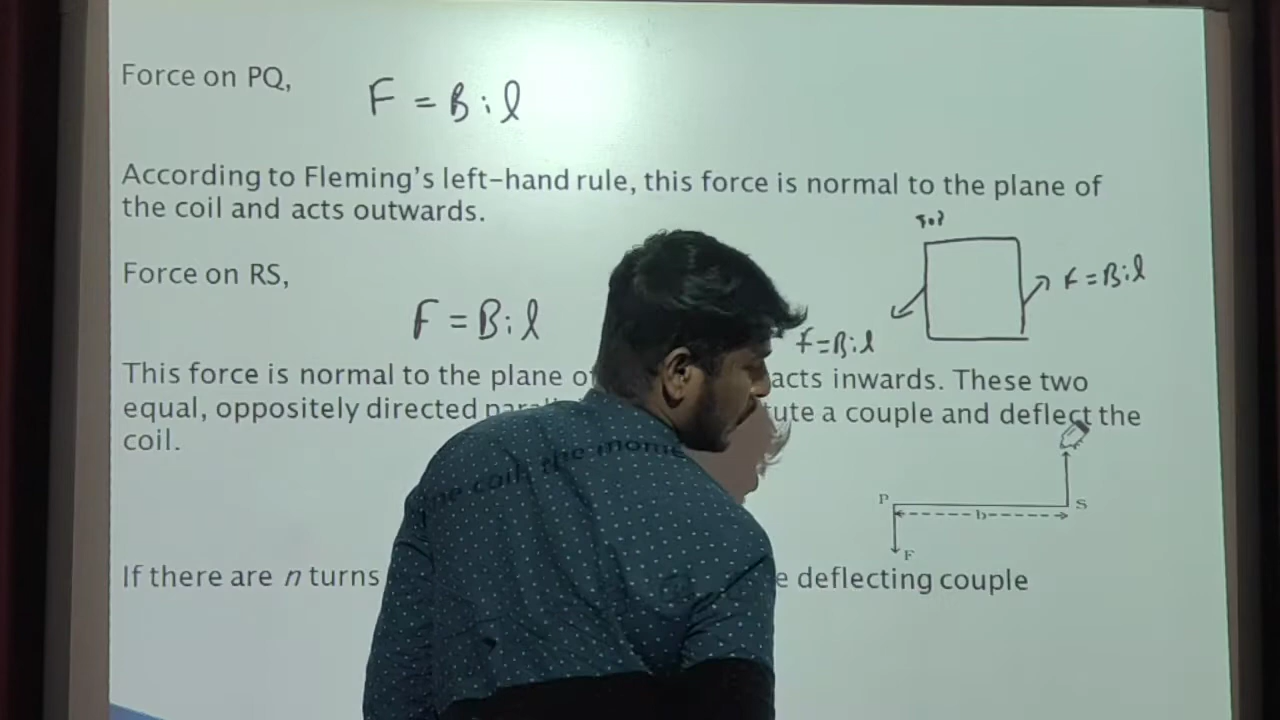 Force on PQ,
F = Bil
According to Fleming's left-hand rule, this force is normal to the plane of
the coil and acts outwards.
Top
Force on RS,
F = Bil
F = Bil
F = Bil
This force is normal to the plane of acts inwards. These two
equal, oppositely directed a couple and deflect the
coil.
P
b
S
F
If there are n turns deflecting couple